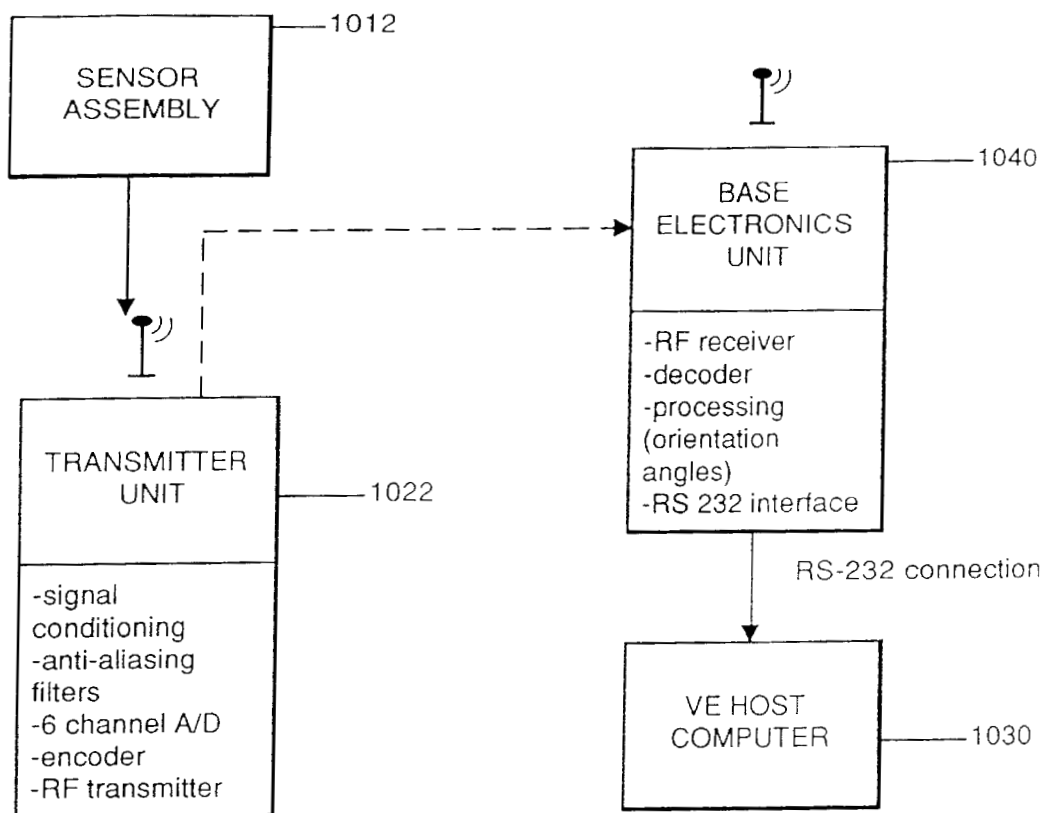 1012
SENSOR
ASSEMBLY
1040
BASE
ELECTRONICS
UNIT
-RF receiver
-decoder
-processing
(orientation
angles)
-RS 232 interface
TRANSMITTER
UNIT
1022
-signal
conditioning
-anti-aliasing
filters
-6 channel A/D
-encoder
-RF transmitter
RS-232 connection
VE HOST
COMPUTER
1030